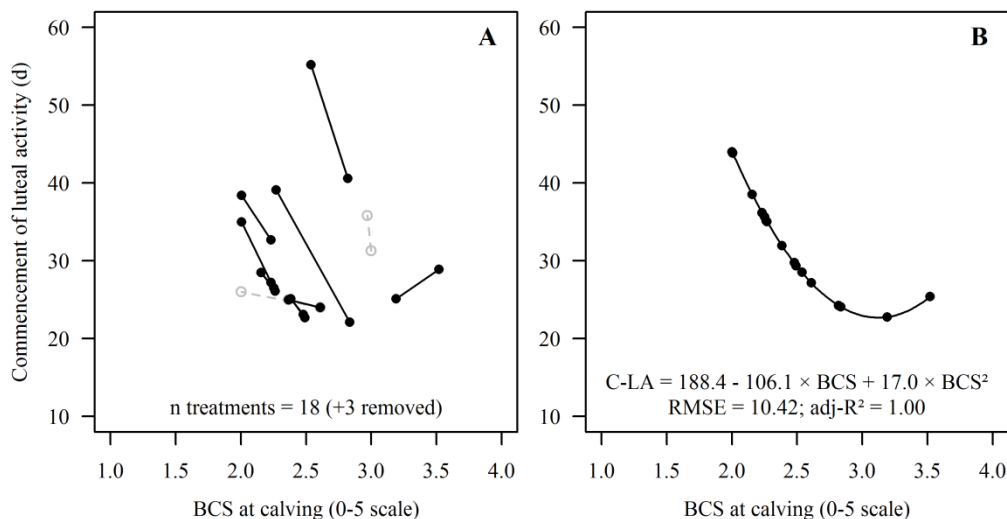 Commencement of luteal activity (d)
60
50
40
30
20
10
A
n treatments = 18 (+3 removed)
1.0 1.5 2.0 2.5 3.0 3.5 4.0
BCS at calving (0-5 scale)
60
50
40
30
20
10
B
C-LA = 188.4 - 106.1 × BCS + 17.0 × BCS²
RMSE = 10.42; adj-R² = 1.00
1.0 1.5 2.0 2.5 3.0 3.5 4.0
BCS at calving (0-5 scale)